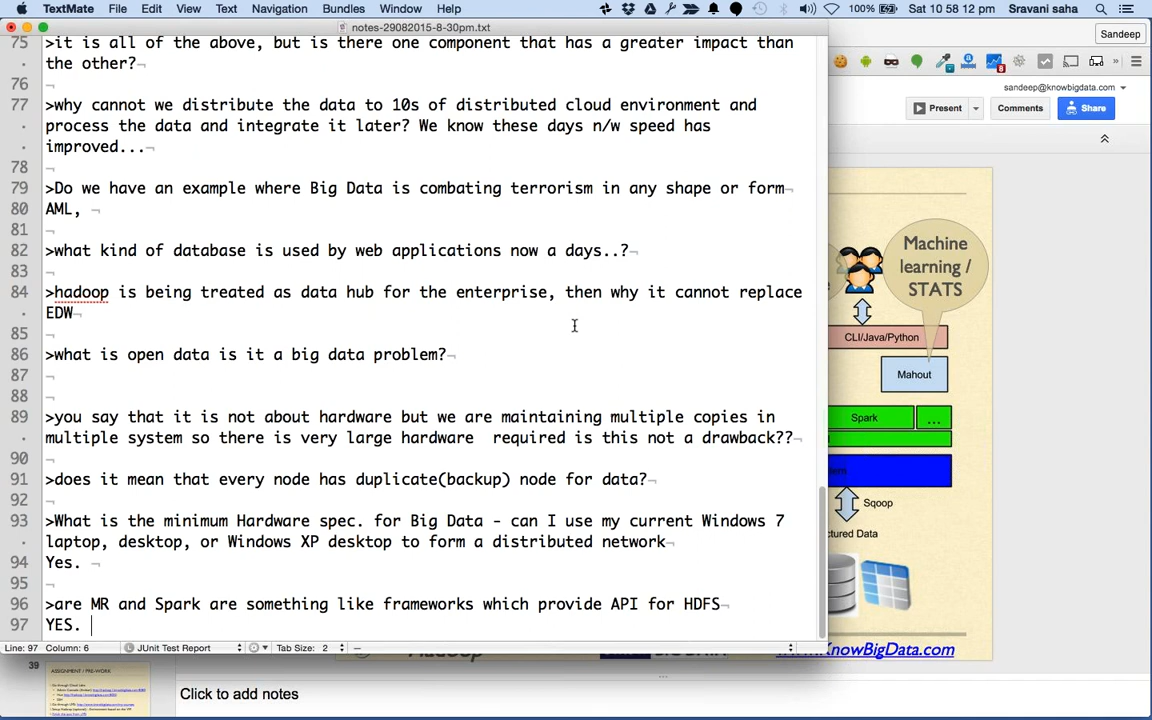 TextMate File Edit View Text Navigation Bundles Window Help 100% Sat 10 58 12 pm Sravani saha
notes-29082015-8-30pm.txt
Sandeep
sandeep@knowbigdata.com
Present Comments Share
75 >it is all of the above, but is there one component that has a greater impact than
the other?¬
76 ¬
77 >why cannot we distribute the data to 10s of distributed cloud environment and
process the data and integrate it later? We know these days n/w speed has
improved...¬
78 ¬
79 >Do we have an example where Big Data is combating terrorism in any shape or form¬
80 AML, ¬
81 ¬
82 >what kind of database is used by web applications now a days..?¬
83 ¬
84 >hadoop is being treated as data hub for the enterprise, then why it cannot replace
EDW¬
85 ¬
86 >what is open data is it a big data problem?¬
87 ¬
88 ¬
89 >you say that it is not about hardware but we are maintaining multiple copies in
multiple system so there is very large hardware  required is this not a drawback??¬
90 ¬
91 >does it mean that every node has duplicate(backup) node for data?¬
92 ¬
93 >What is the minimum Hardware spec. for Big Data - can I use my current Windows 7
laptop, desktop, or Windows XP desktop to form a distributed network¬
94 Yes. ¬
95 ¬
96 >are MR and Spark are something like frameworks which provide API for HDFS¬
97 YES.
Line: 97 Column: 6 JUnit Test Report Tab Size: 2 —
Machine
learning /
STATS
CLI/Java/Python
Mahout
Spark
...
Sqoop
ctured Data
KnowBigData.com
39
ASSIGNMENT / PRE-WORK
Click to add notes